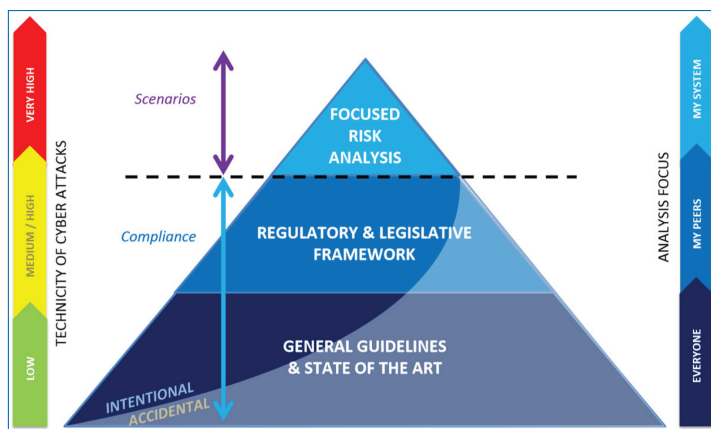 VERY HIGH
MEDIUM / HIGH
LOW
TECHNICITY OF CYBER ATTACKS
Scenarios
Compliance
FOCUSED
RISK
ANALYSIS
REGULATORY & LEGISLATIVE
FRAMEWORK
GENERAL GUIDELINES
& STATE OF THE ART
INTENTIONAL
ACCIDENTAL
ANALYSIS FOCUS
MY SYSTEM
MY PEERS
EVERYONE